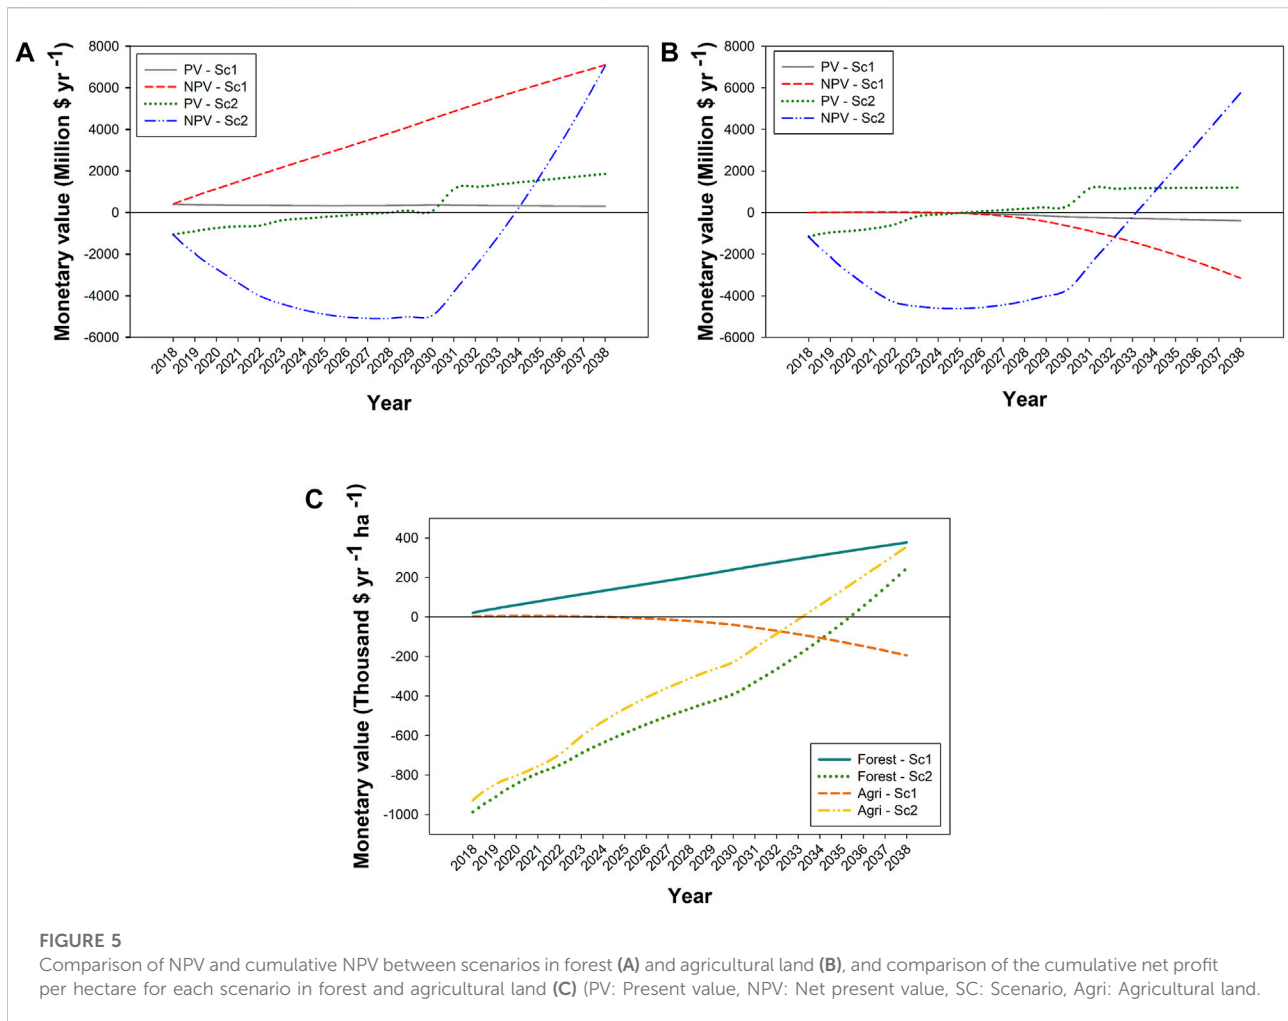 A
Monetary value (Million $ yr -1)
8000
6000
4000
2000
0
-2000
-4000
-6000
PV - Sc1
NPV - Sc1
PV - Sc2
NPV - Sc2
2018 2019 2020 2021 2022 2023 2024 2025 2026 2027 2028 2029 2030 2031 2032 2033 2034 2035 2036 2037 2038
Year
B
Monetary value (Million $ yr -1)
8000
6000
4000
2000
0
-2000
-4000
-6000
PV - Sc1
NPV - Sc1
PV - Sc2
NPV - Sc2
2018 2019 2020 2021 2022 2023 2024 2025 2026 2027 2028 2029 2030 2031 2032 2033 2034 2035 2036 2037 2038
Year
C
Monetary value (Thousand $ yr -1 ha -1)
400
200
0
-200
-400
-600
-800
-1000
Forest - Sc1
Forest - Sc2
Agri - Sc1
Agri - Sc2
2018 2019 2020 2021 2022 2023 2024 2025 2026 2027 2028 2029 2030 2031 2032 2033 2034 2035 2036 2037 2038
Year
FIGURE 5
Comparison of NPV and cumulative NPV between scenarios in forest (A) and agricultural land (B), and comparison of the cumulative net profit
per hectare for each scenario in forest and agricultural land (C) (PV: Present value, NPV: Net present value, SC: Scenario, Agri: Agricultural land.